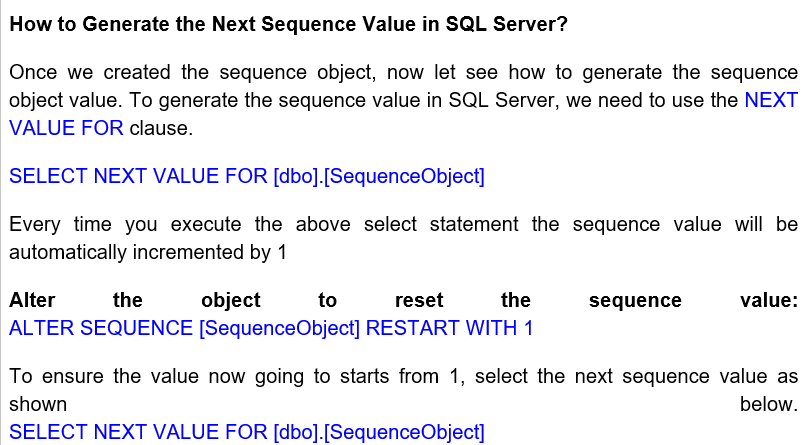 How to Generate the Next Sequence Value in SQL Server?
Once we created the sequence object, now let see how to generate the sequence
object value. To generate the sequence value in SQL Server, we need to use the NEXT
VALUE FOR clause.
SELECT NEXT VALUE FOR [dbo].[SequenceObject]
Every time you execute the above select statement the sequence value will be
automatically incremented by 1
Alter the object to reset the sequence value:
ALTER SEQUENCE [SequenceObject] RESTART WITH 1
To ensure the value now going to starts from 1, select the next sequence value as
shown below.
SELECT NEXT VALUE FOR [dbo].[SequenceObject]